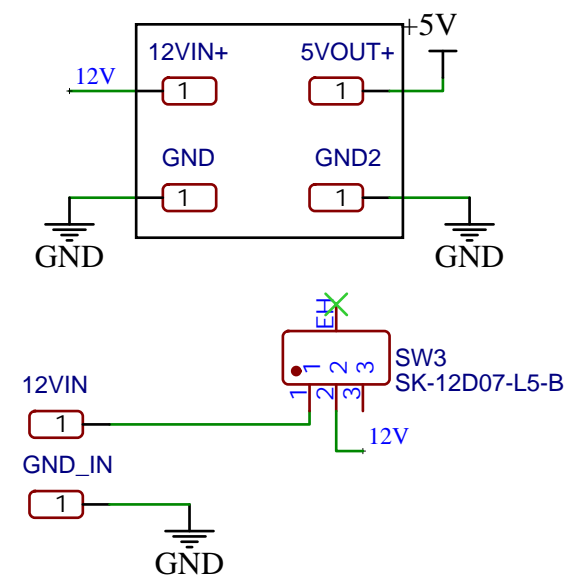 +5V
12VIN+
5VOUT+
12V
1
1
GND
GND2
1
1
GND
GND
EH
1 2 3
SW3
SK-12D07-L5-B
1 2 3
12VIN
1
12V
GND_IN
1
GND